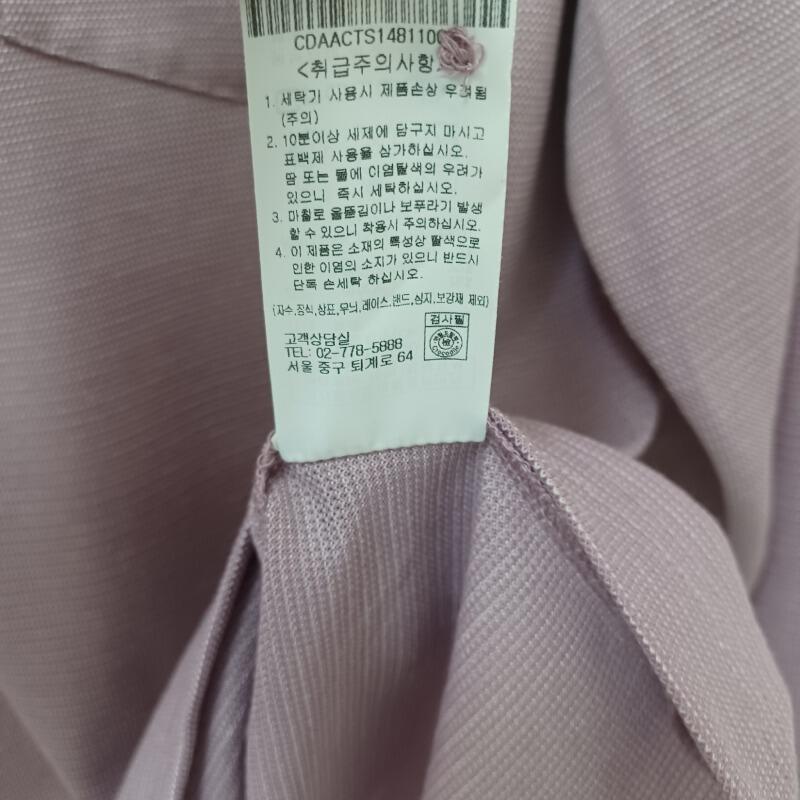 CDAACTS1481100
<취급주의사항>
1. 세탁기 사용시 제품손상 우려됨
(주의)
2. 10분이상 세제에 담구지 마시고
표백제 사용을 삼가하십시오.
땀 또는 물에 이염탈색의 우려가
있으니 즉시 세탁하십시오.
3. 마찰로 올뜯김이나 보푸라기 발생
할 수 있으니 착용시 주의하십시오.
4. 이 제품은 소재의 특성상 탈색으로
인한 이염의 소지가 있으니 반드시
단독 손세탁 하십시오.
(자수,장식,상표,무늬,레이스,밴드,심지,보강재 제외)
검사필
고객상담실
TEL: 02-778-5888
서울 중구 퇴계로 64
Crocodile